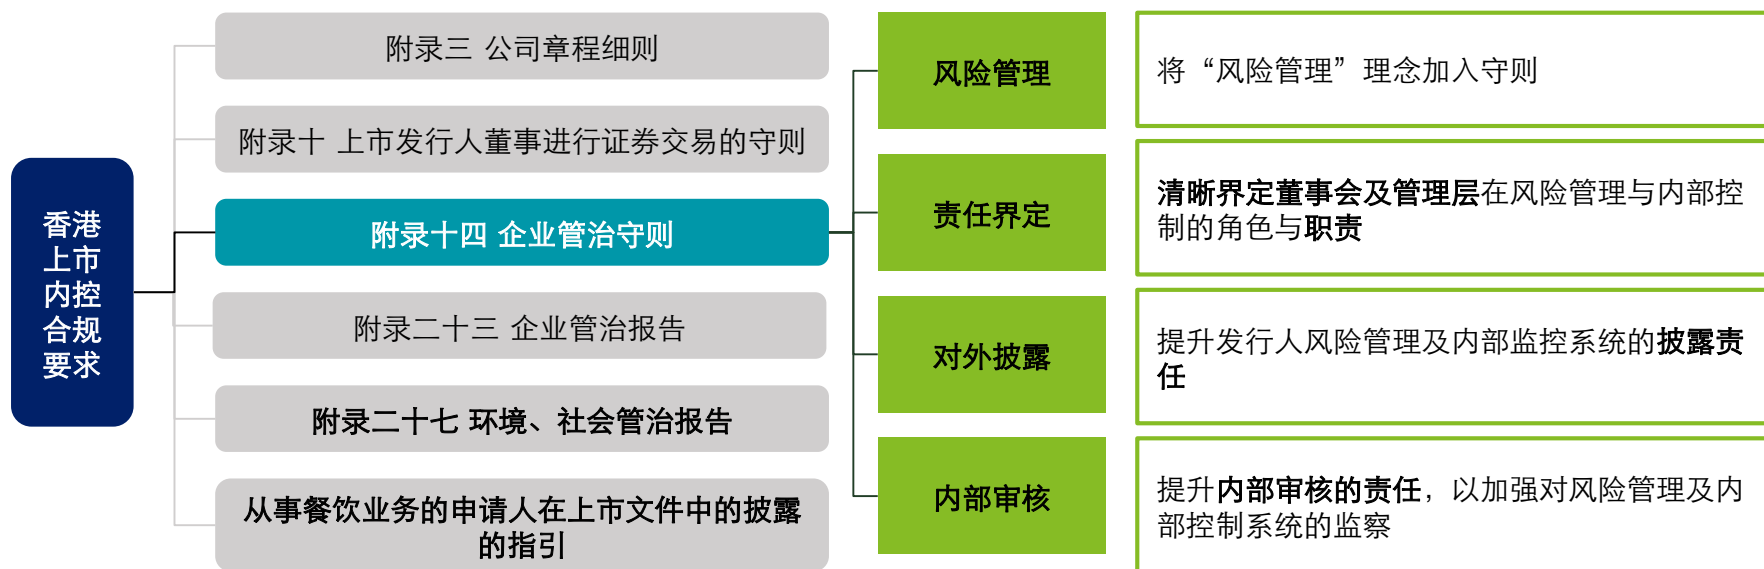 香港
上市
内控
合规
要求
附录三 公司章程细则
附录十 上市发行人董事进行证券交易的守则
附录十四 企业管治守则
附录二十三 企业管治报告
附录二十七 环境、社会管治报告
从事餐饮业务的申请人在上市文件中的披露
的指引
风险管理
将“风险管理”理念加入守则
责任界定
清晰界定董事会及管理层在风险管理与内部控
制的角色与职责
对外披露
提升发行人风险管理及内部监控系统的披露责
任
内部审核
提升内部审核的责任，以加强对风险管理及内
部控制系统的监察